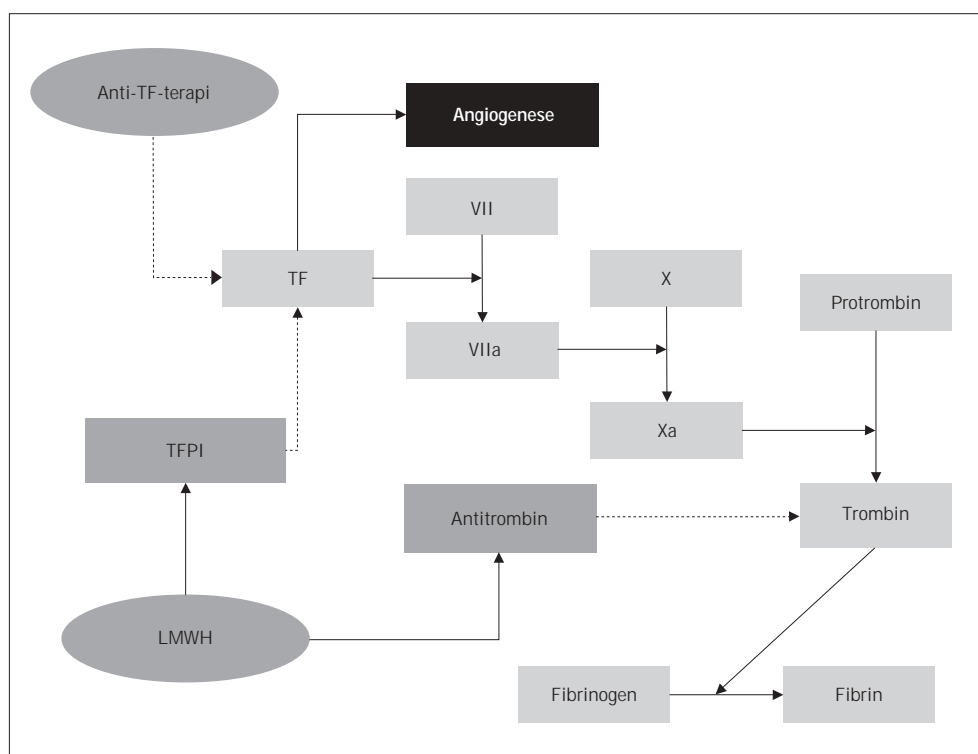 Anti-TF-terapi
Angiogenese
VII
TF
X
Protrombin
VIIa
Xa
TFPI
Antitrombin
Trombin
LMWH
Fibrinogen
Fibrin